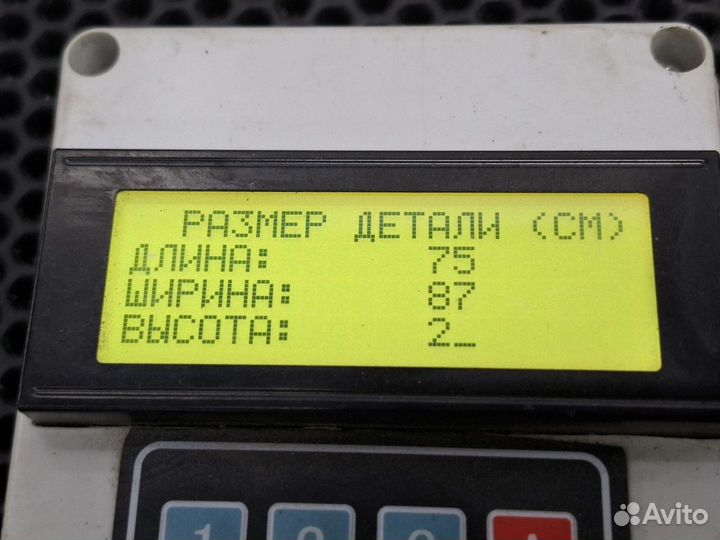 РАЗМЕР ДЕТАЛИ (СМ)
ДЛИНА: 75
ШИРИНА: 87
ВЫСОТА: 2_
Avito